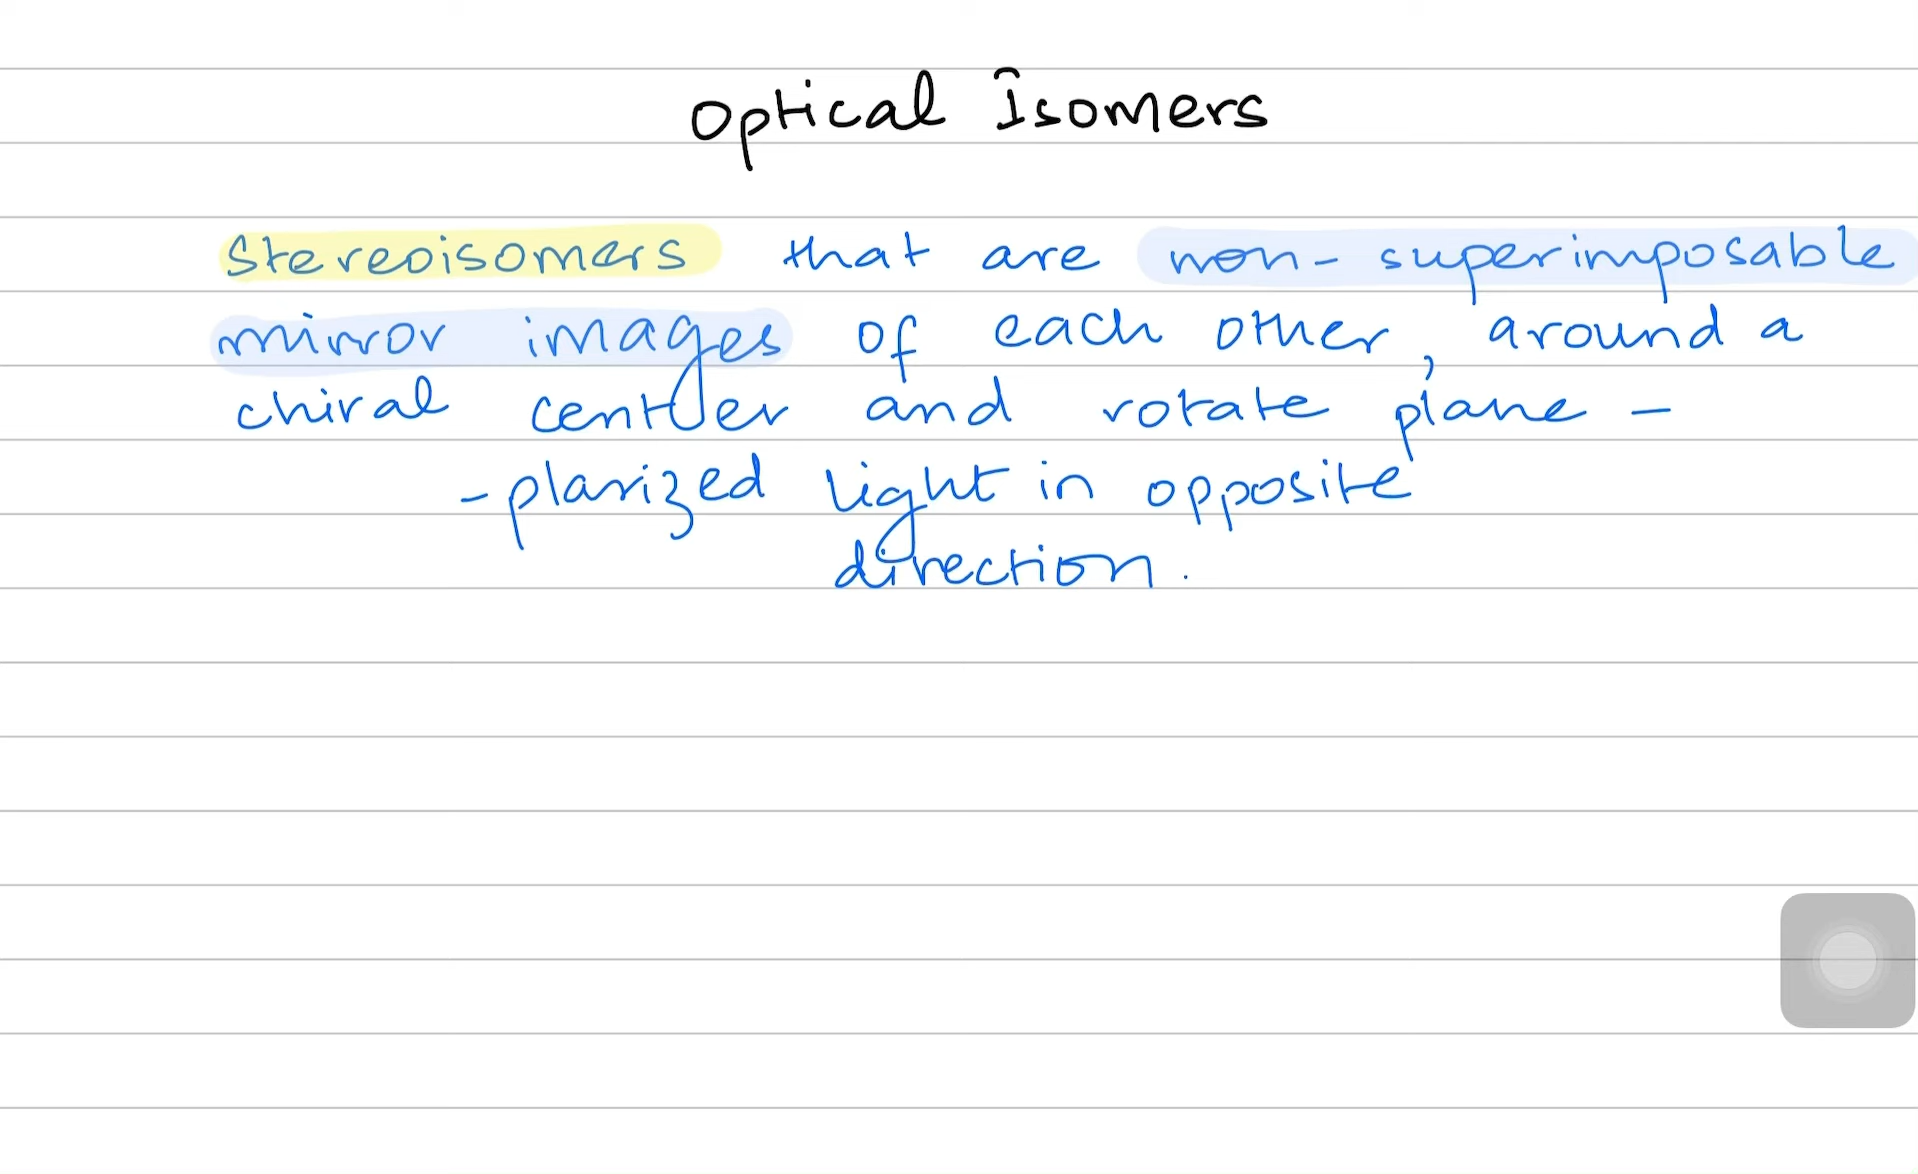 Optical Isomers
Stereoisomers that are non-superimposable
mirror images of each other, around a
chiral center and rotate plane-
-plarized light in opposite
direction.